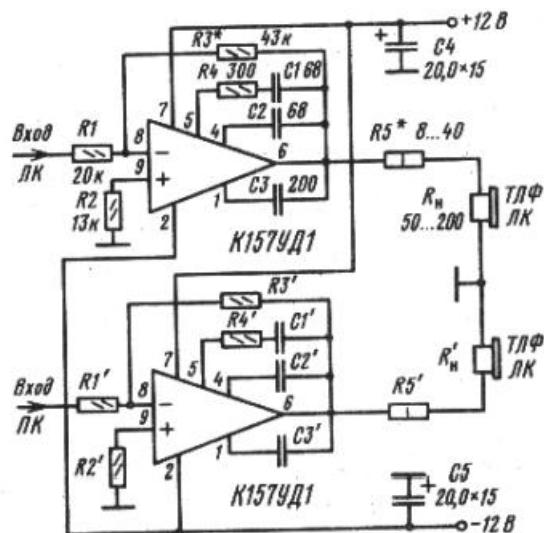 R3* 43к
+12 В
R4 300 C1 68
+ C4
20,0×15
C2 68
7 5 4
Вход R1
ЛК 20к
8 − 6
9 +
R5* 8...40
R2 13к
C3 200
1
2
К157УД1
Rн 50...200
ТЛФ ЛК
R3'
R4' C1'
C2'
7 5 4
Вход R1'
ПК
8 − 6
9 +
R5'
Rн' ТЛФ ЛК
R2'
C3'
1
2
К157УД1
+ C5
20,0×15
−12 В